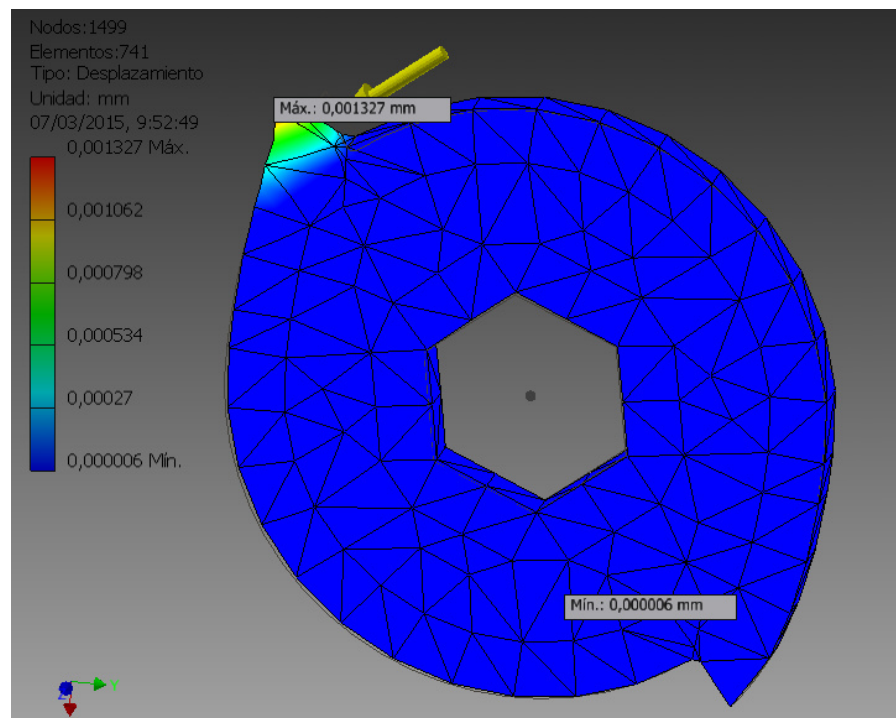 Nodos:1499
Elementos:741
Tipo: Desplazamiento
Unidad: mm
07/03/2015, 9:52:49
0,001327 Máx.
0,001062
0,000798
0,000534
0,00027
0,000006 Mín.
Máx.: 0,001327 mm
Mín.: 0,000006 mm
Z
Y